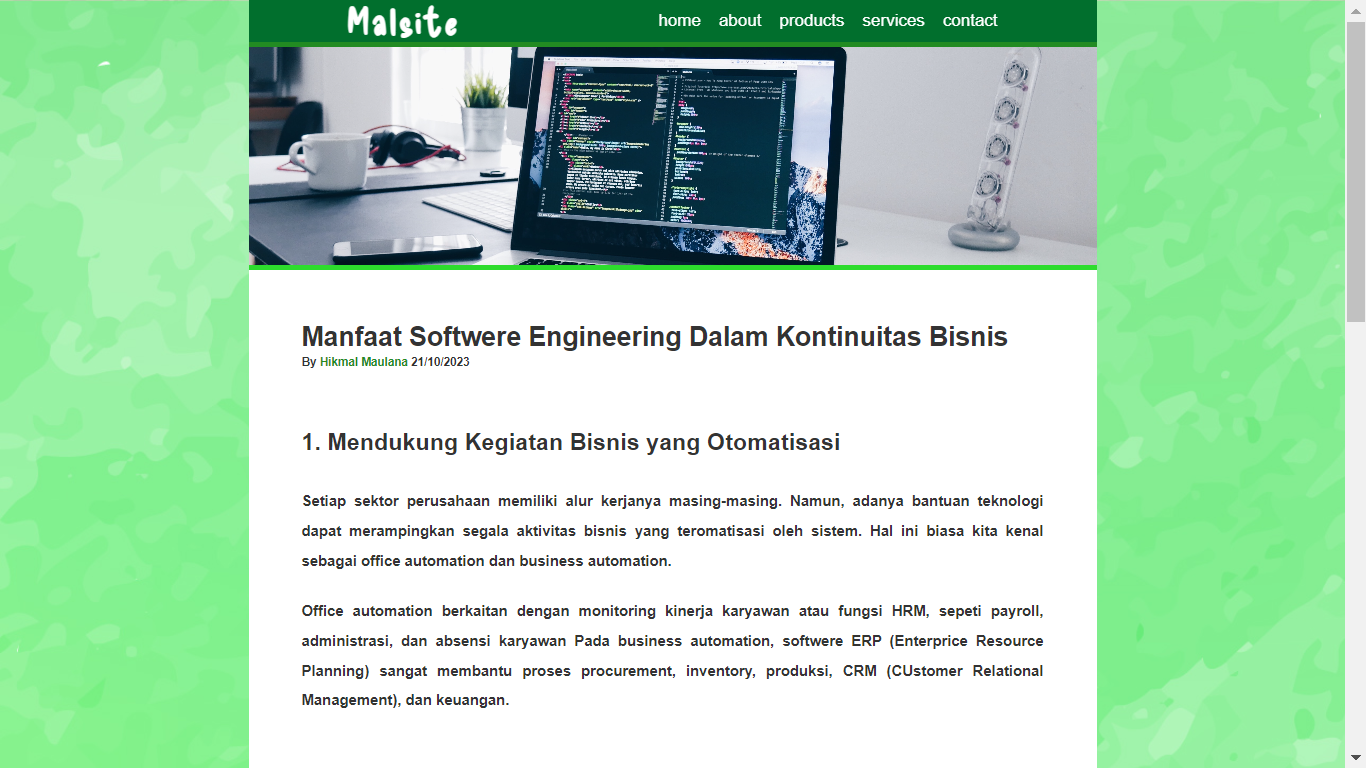 Malsite
home about products services contact
Manfaat Softwere Engineering Dalam Kontinuitas Bisnis
By Hikmal Maulana 21/10/2023
1. Mendukung Kegiatan Bisnis yang Otomatisasi
Setiap sektor perusahaan memiliki alur kerjanya masing-masing. Namun, adanya bantuan teknologi
dapat merampingkan segala aktivitas bisnis yang teromatisasi oleh sistem. Hal ini biasa kita kenal
sebagai office automation dan business automation.
Office automation berkaitan dengan monitoring kinerja karyawan atau fungsi HRM, sepeti payroll,
administrasi, dan absensi karyawan Pada business automation, softwere ERP (Enterprice Resource
Planning) sangat membantu proses procurement, inventory, produksi, CRM (CUstomer Relational
Management), dan keuangan.